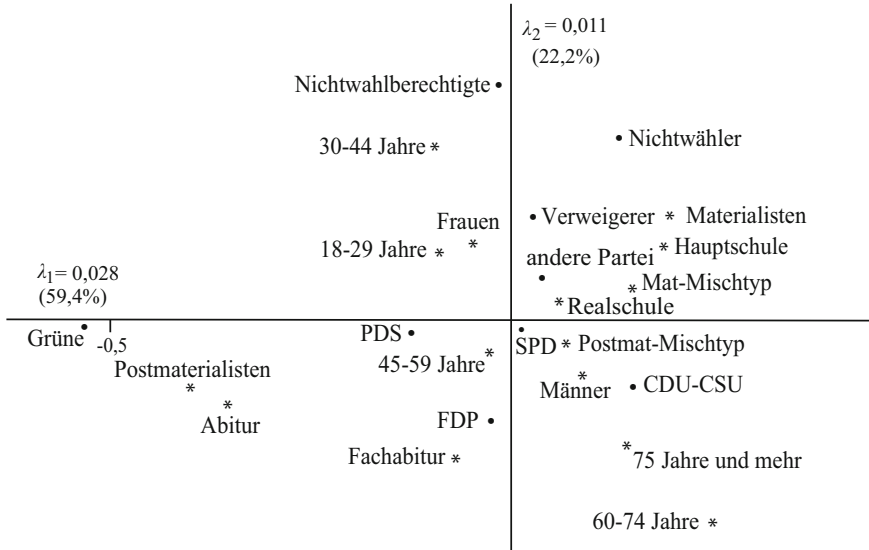 λ2 = 0,011
(22,2%)
Nichtwahlberechtigte
Nichtwähler
30-44 Jahre
Verweigerer
Materialisten
Frauen
18-29 Jahre
andere Partei
Hauptschule
λ1= 0,028
(59,4%)
Mat-Mischtyp
Realschule
Grüne
-0,5
PDS
SPD
Postmat-Mischtyp
45-59 Jahre
Postmaterialisten
Männer
CDU-CSU
Abitur
FDP
Fachabitur
75 Jahre und mehr
60-74 Jahre